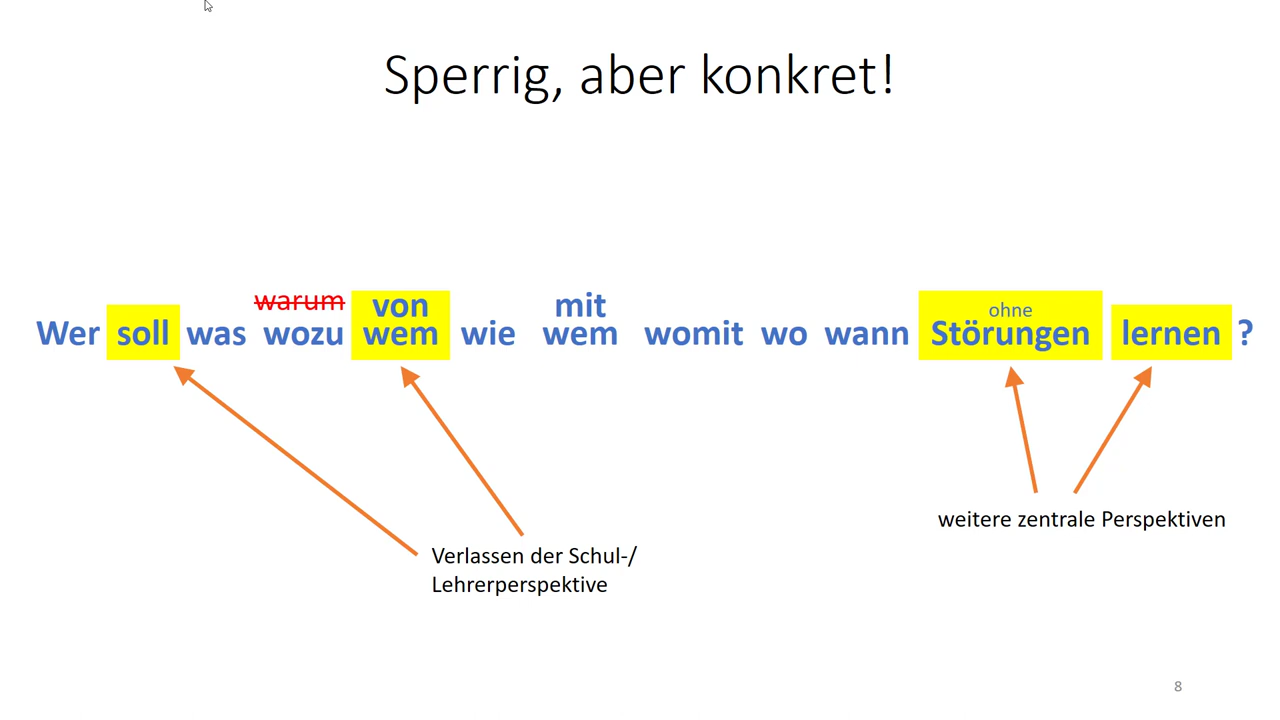 Sperrig, aber konkret!
warum von mit ohne
Wer soll was wozu wem wie wem womit wo wann Störungen lernen ?
weitere zentrale Perspektiven
Verlassen der Schul-/
Lehrerperspektive
8